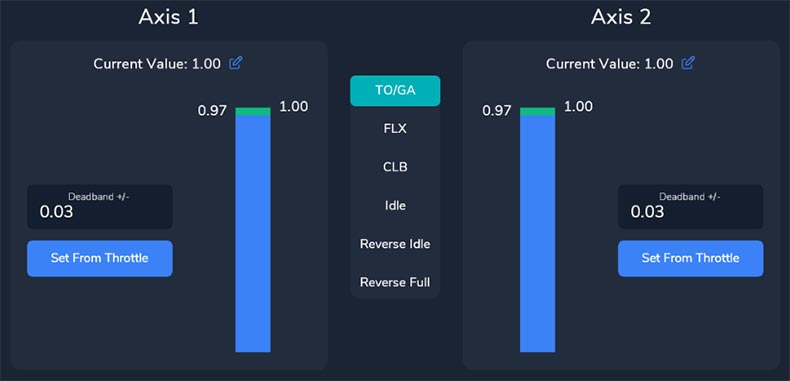 Axis 1
Current Value: 1.00
0.97
1.00
Deadband +/-
0.03
Set From Throttle
TO/GA
FLX
CLB
Idle
Reverse Idle
Reverse Full
Axis 2
Current Value: 1.00
0.97
1.00
Deadband +/-
0.03
Set From Throttle